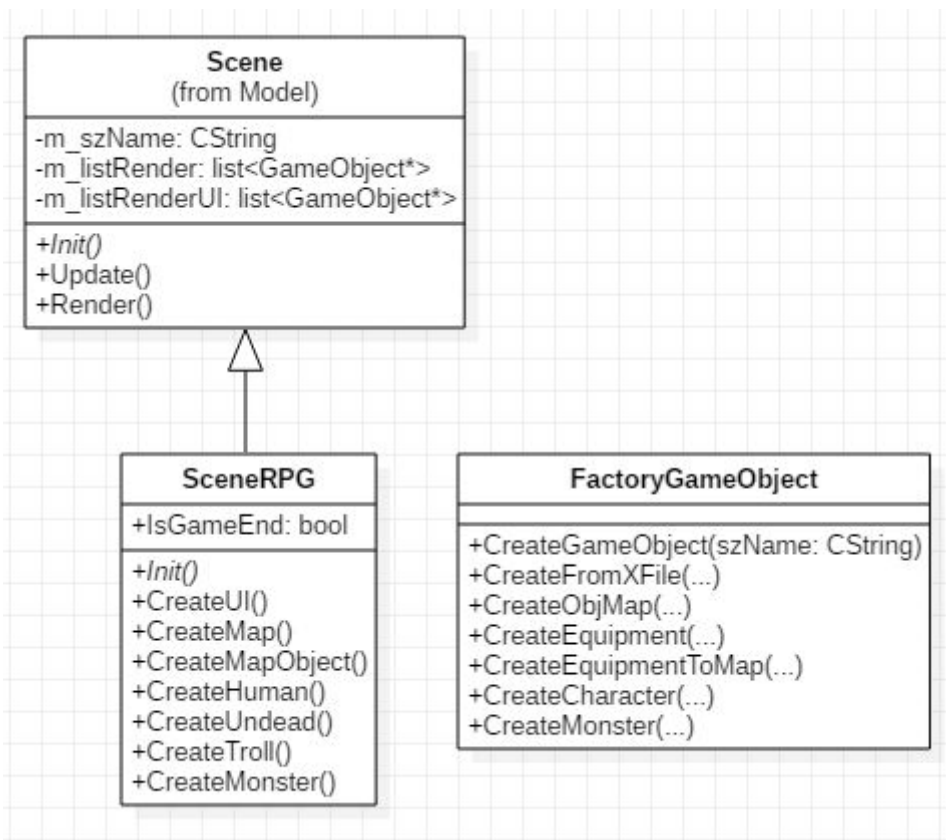 Scene
(from Model)
-m_szName: CString
-m_listRender: list<GameObject*>
-m_listRenderUI: list<GameObject*>
+Init()
+Update()
+Render()
SceneRPG
+IsGameEnd: bool
+Init()
+CreateUI()
+CreateMap()
+CreateMapObject()
+CreateHuman()
+CreateUndead()
+CreateTroll()
+CreateMonster()
FactoryGameObject
+CreateGameObject(szName: CString)
+CreateFromXFile(...)
+CreateObjMap(...)
+CreateEquipment(...)
+CreateEquipmentToMap(...)
+CreateCharacter(...)
+CreateMonster(...)